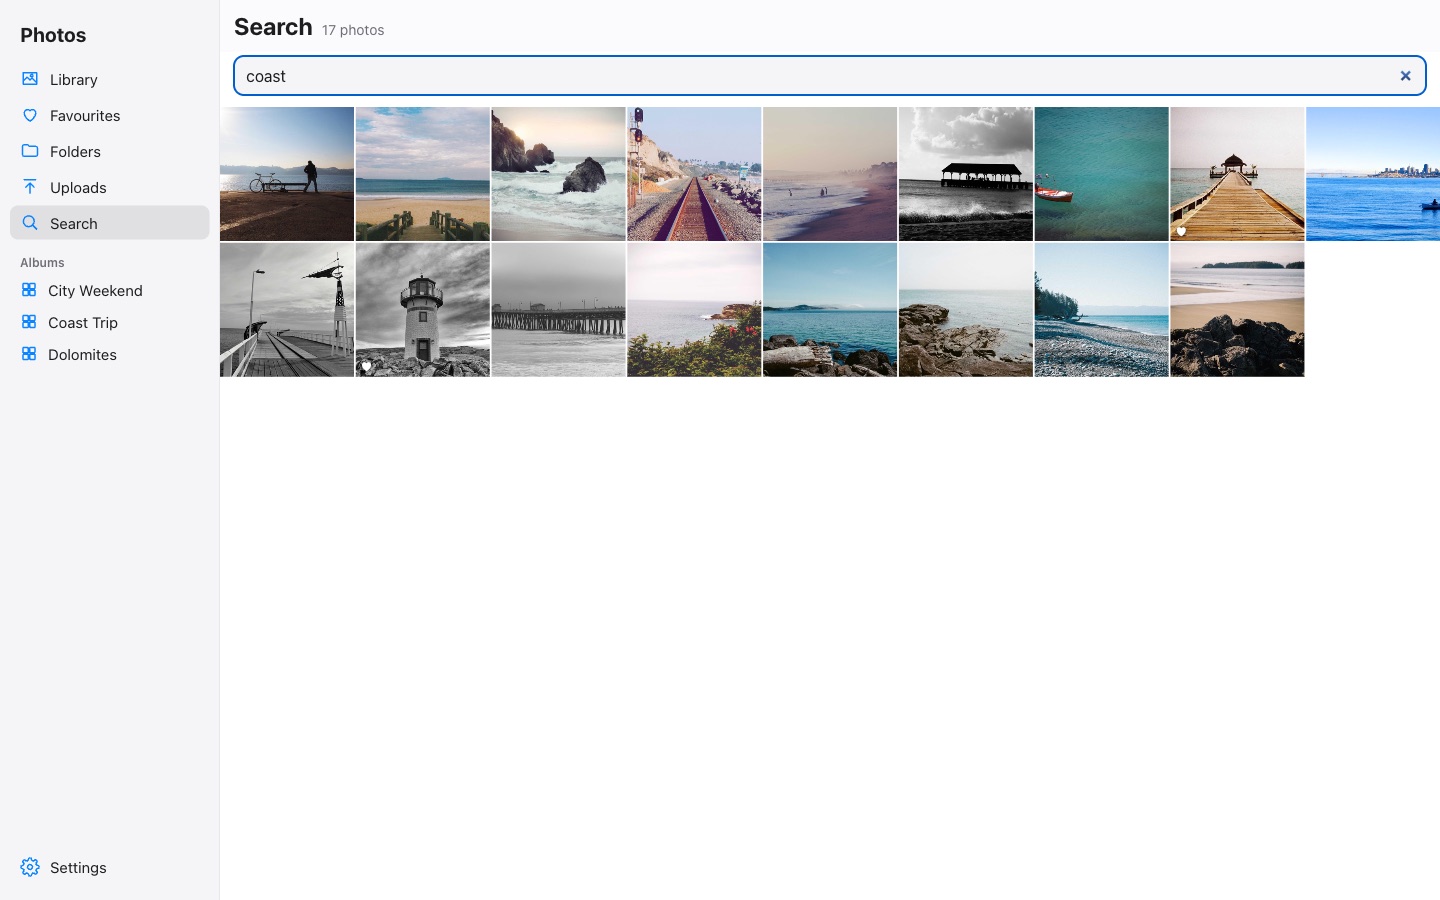 Photos
Library
Favourites
Folders
Uploads
Search
Albums
City Weekend
Coast Trip
Dolomites
Settings
Search 17 photos
coast